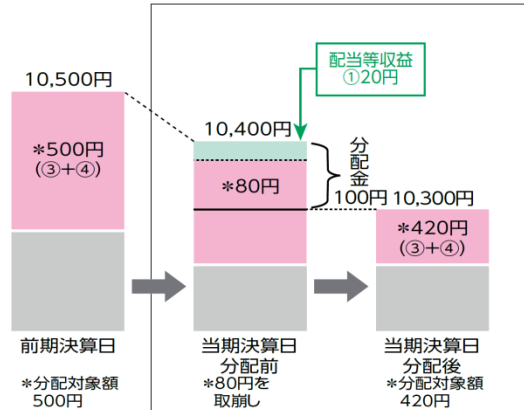 配当等収益
①20円
10,500円
10,400円
*500円
(③+④)
*80円
分配金
100円
10,300円
*420円
(③+④)
前期決算日
当期決算日
分配前
当期決算日
分配後
*分配対象額
500円
*80円を
取崩し
*分配対象額
420円